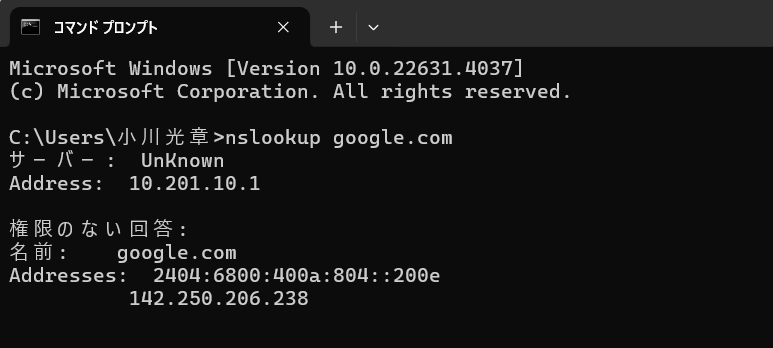 コマンド プロンプト
Microsoft Windows [Version 10.0.22631.4037]
(c) Microsoft Corporation. All rights reserved.
C:\Users\小川光章>nslookup google.com
サーバー:  UnKnown
Address:  10.201.10.1
権限のない回答:
名前:    google.com
Addresses:  2404:6800:400a:804::200e
          142.250.206.238